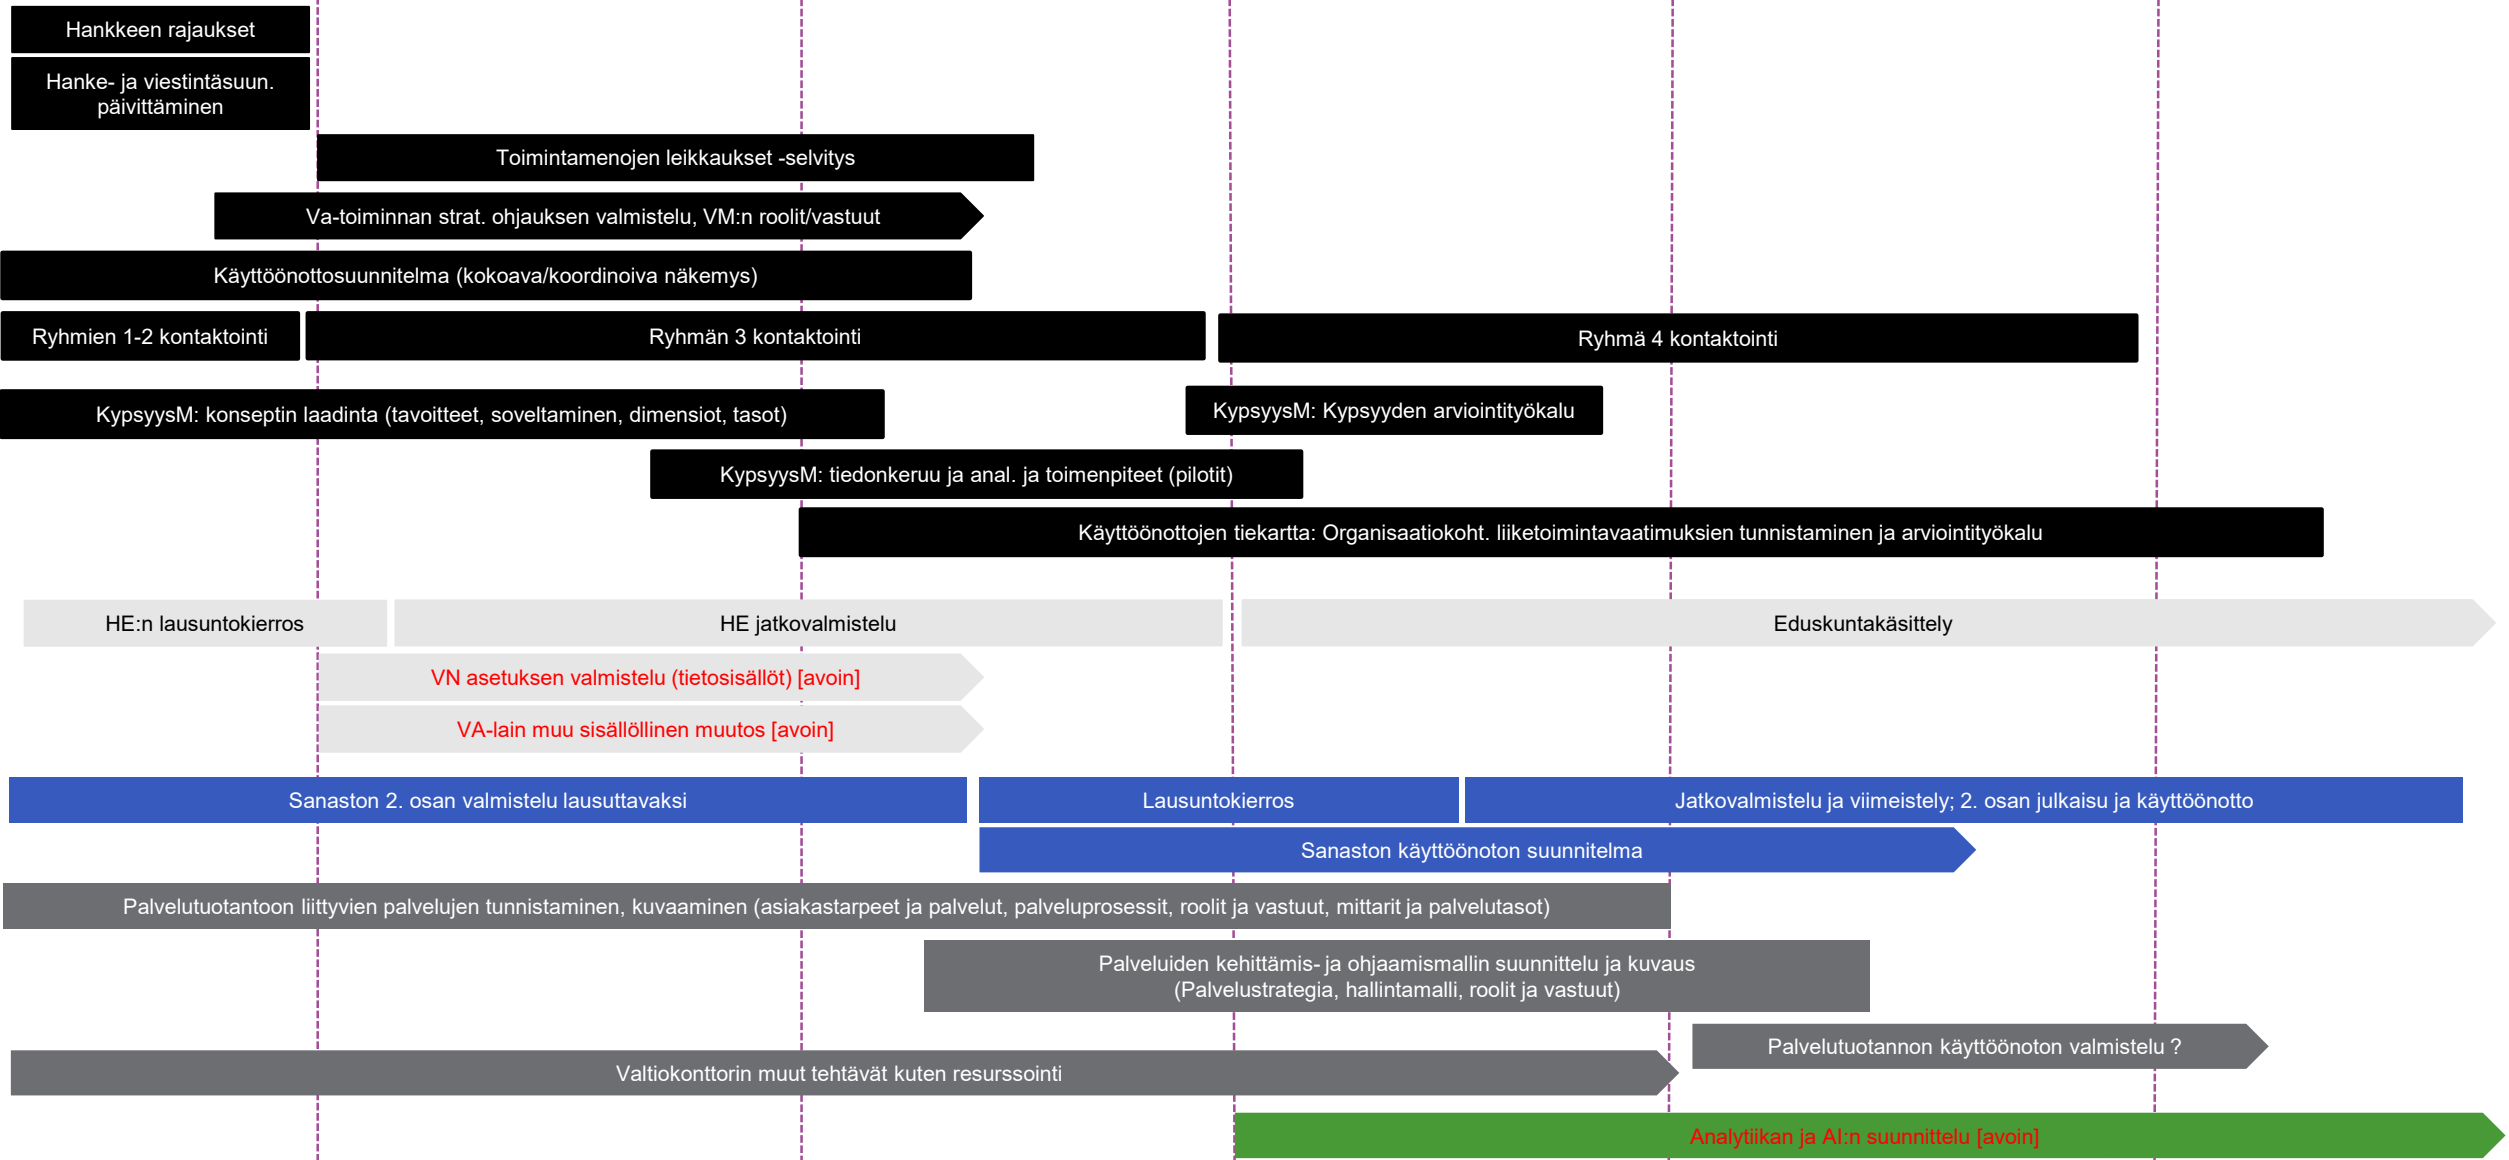 Hankkeen rajaukset
Hanke- ja viestintäsuun.
päivittäminen
Toimintamenojen leikkaukset -selvitys
Va-toiminnan strat. ohjauksen valmistelu, VM:n roolit/vastuut
Käyttöönottosuunnitelma (kokoava/koordinoiva näkemys)
Ryhmien 1-2 kontaktointi
Ryhmän 3 kontaktointi
Ryhmä 4 kontaktointi
KypsyysM: konseptin laadinta (tavoitteet, soveltaminen, dimensiot, tasot)
KypsyysM: Kypsyyden arviointityökalu
KypsyysM: tiedonkeruu ja anal. ja toimenpiteet (pilotit)
Käyttöönottojen tiekartta: Organisaatiokoht. liiketoimintavaatimuksien tunnistaminen ja arviointityökalu
HE:n lausuntokierros
HE jatkovalmistelu
Eduskuntakäsittely
VN asetuksen valmistelu (tietosisällöt) [avoin]
VA-lain muu sisällöllinen muutos [avoin]
Sanaston 2. osan valmistelu lausuttavaksi
Lausuntokierros
Jatkovalmistelu ja viimeistely; 2. osan julkaisu ja käyttöönotto
Sanaston käyttöönoton suunnitelma
Palvelutuotantoon liittyvien palvelujen tunnistaminen, kuvaaminen (asiakastarpeet ja palvelut, palveluprosessit, roolit ja vastuut, mittarit ja palvelutasot)
Palveluiden kehittämis- ja ohjaamismallin suunnittelu ja kuvaus
(Palvelustrategia, hallintamalli, roolit ja vastuut)
Palvelutuotannon käyttöönoton valmistelu ?
Valtiokonttorin muut tehtävät kuten resurssointi
Analytiikan ja AI:n suunnittelu [avoin]